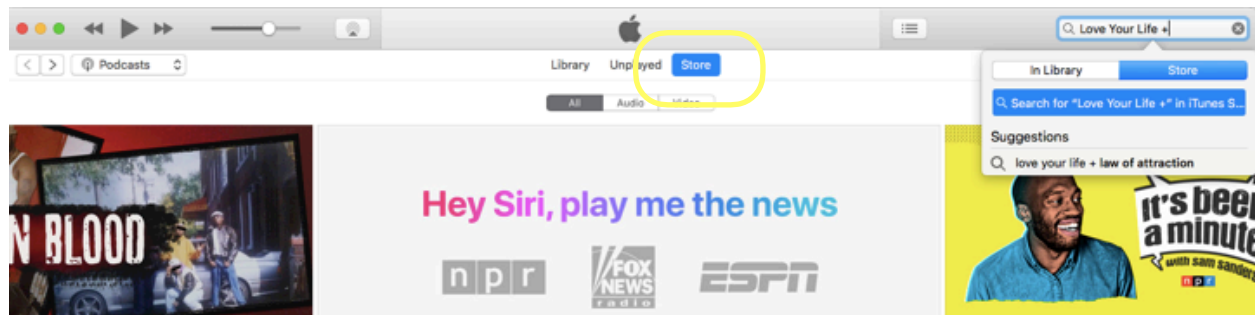 Love Your Life +
Podcasts
Library Unplayed Store
In Library Store
All Audio Video
Search for “Love Your Life +” in iTunes S...
Suggestions
love your life + law of attraction
N BLOOD
Hey Siri, play me the news
npr
FOX
NEWS
radio
ESPN
It's been
a minute
with sam sanders
npr